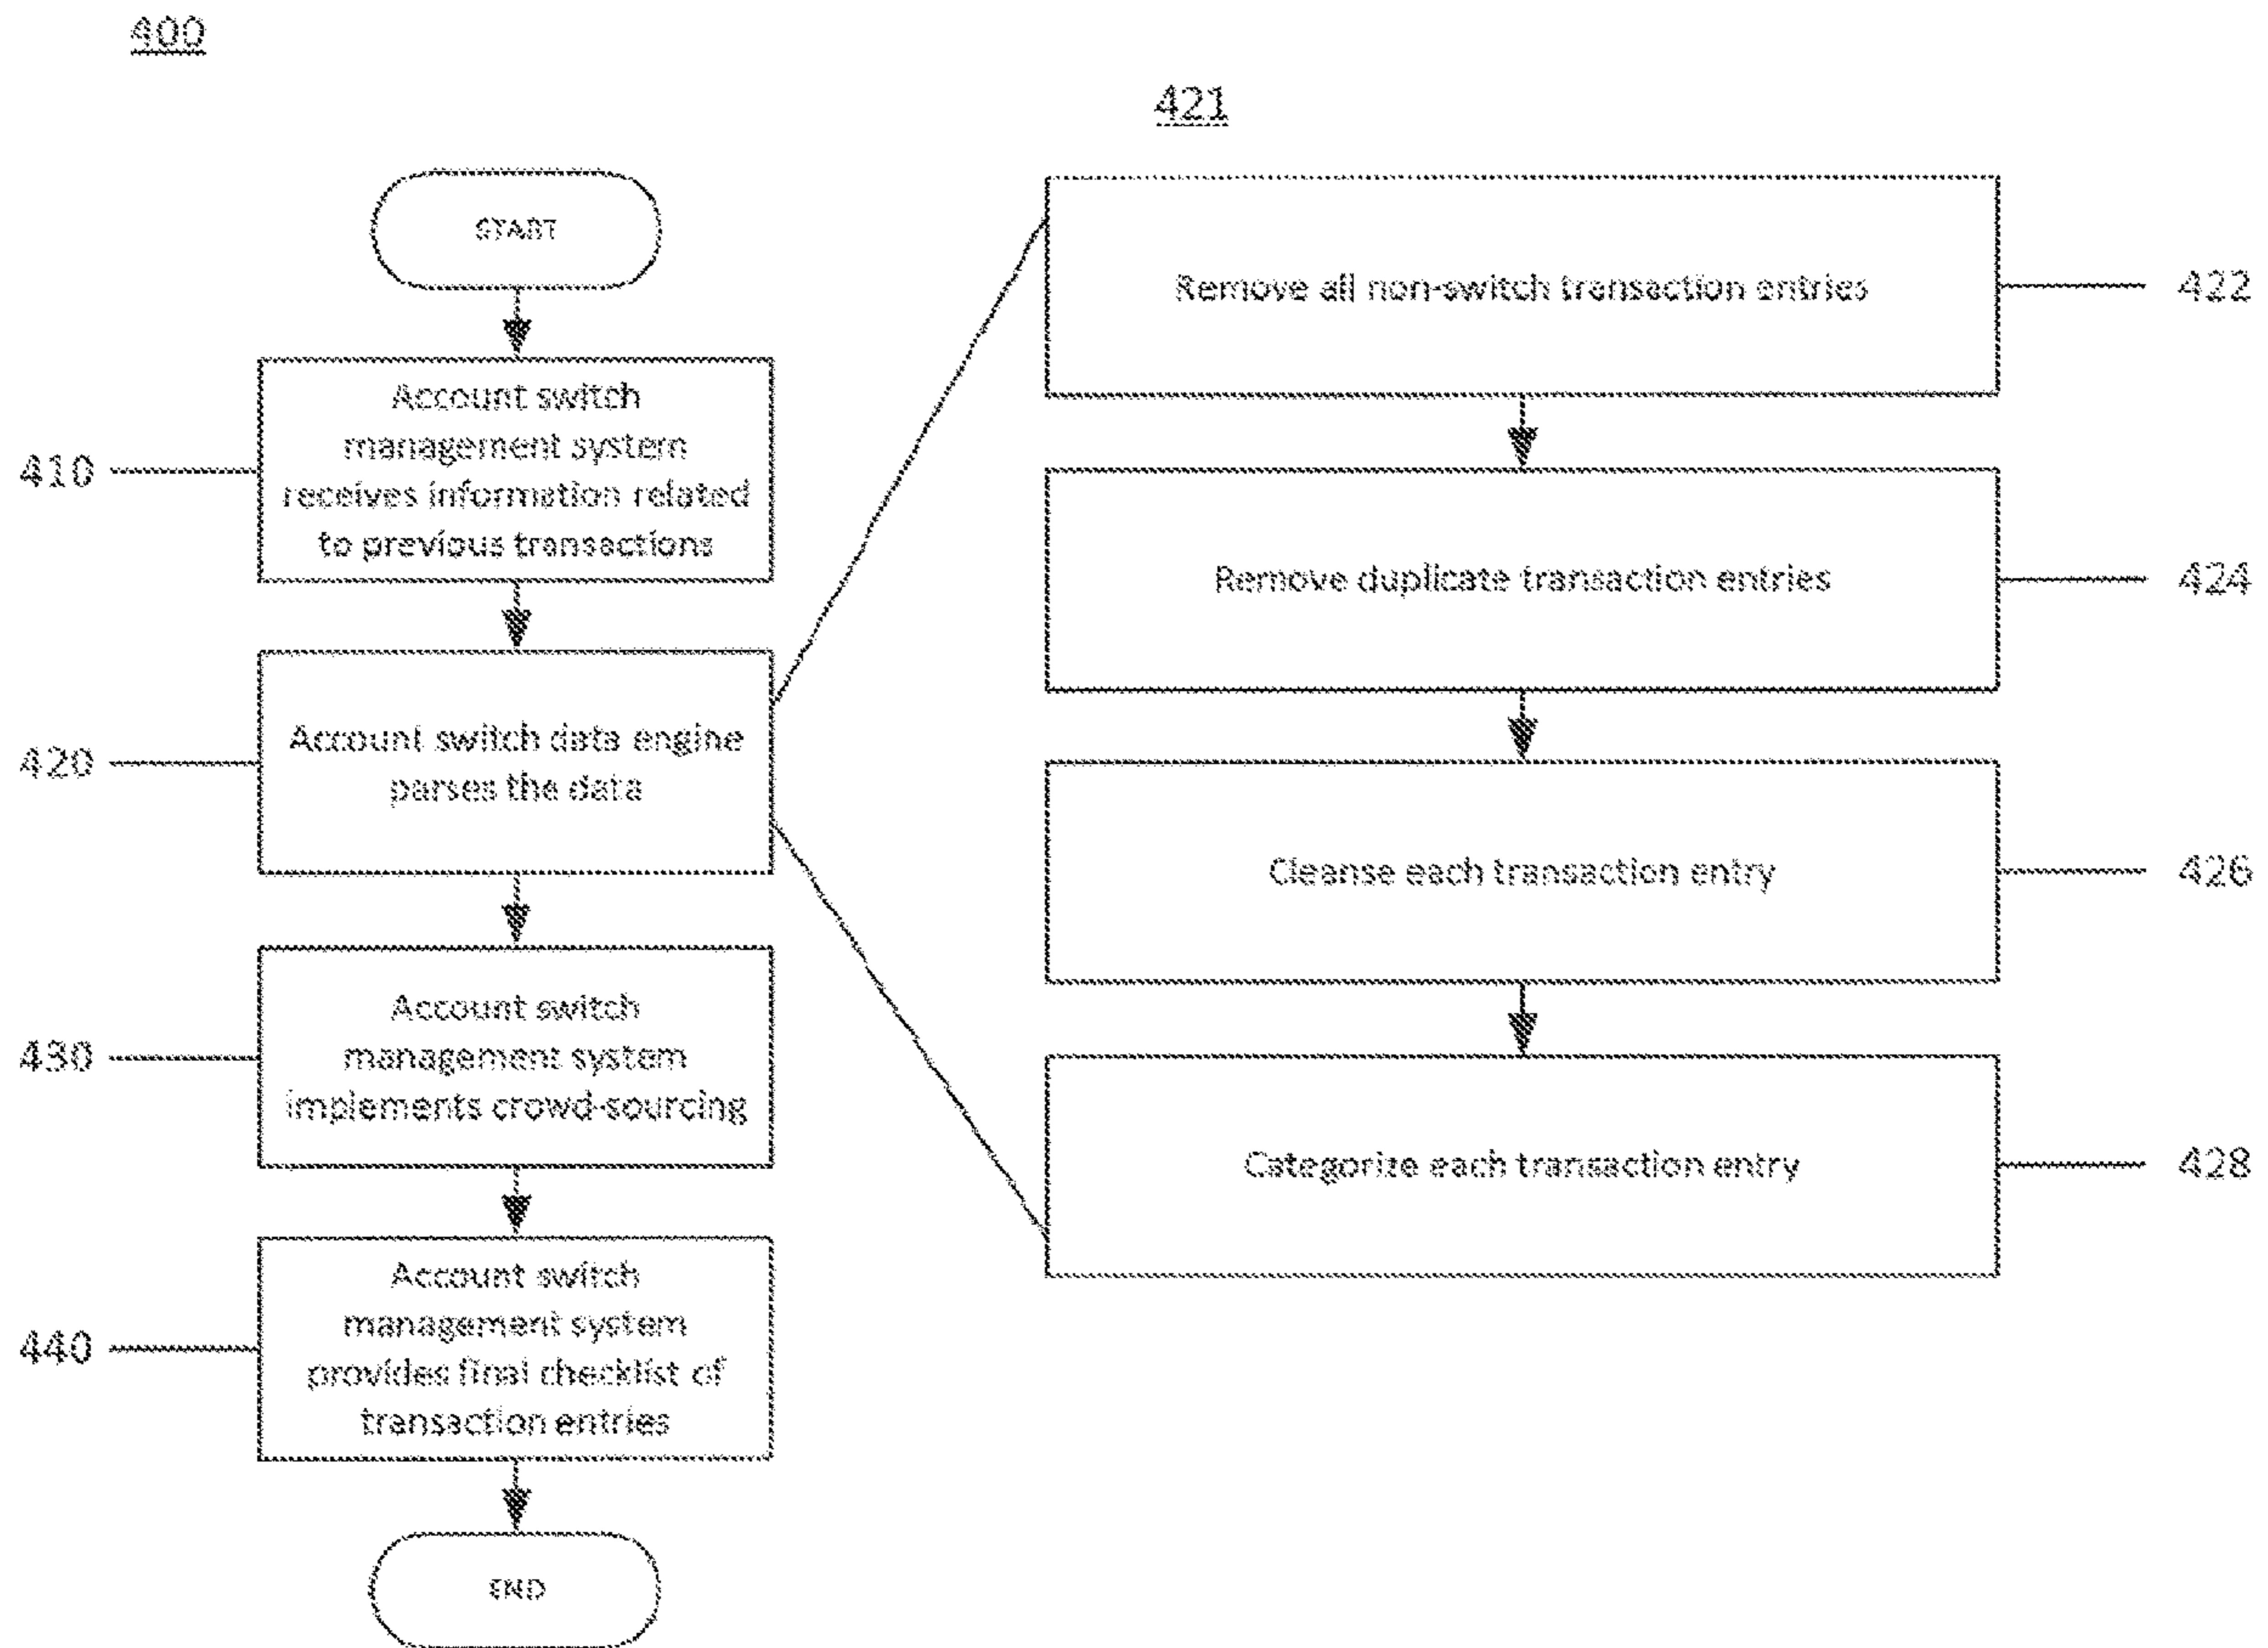 400
421
START
410
Account switch
management system
receives information related
to previous transactions
420
Account switch data engine
parses the data
430
Account switch
management system
implements crowd-sourcing
440
Account switch
management system
provides final checklist of
transaction entries
END
Remove all non-switch transaction entries
422
Remove duplicate transaction entries
424
Cleanse each transaction entry
426
Categorize each transaction entry
428